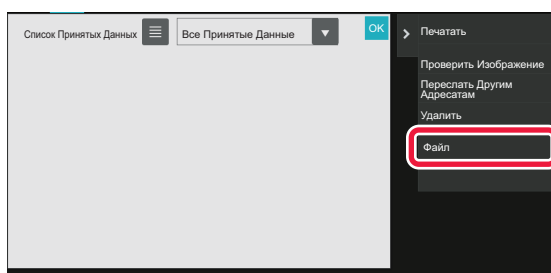 Список Принятых Данных
Все Принятые Данные
OK
Печатать
Проверить Изображение
Переслать Другим
Адресатам
Удалить
Файл